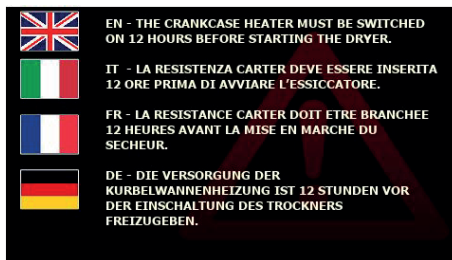 EN - THE CRANKCASE HEATER MUST BE SWITCHED
ON 12 HOURS BEFORE STARTING THE DRYER.
IT - LA RESISTENZA CARTER DEVE ESSERE INSERITA
12 ORE PRIMA DI AVVIARE L'ESSICCATORE.
FR - LA RESISTANCE CARTER DOIT ETRE BRANCHEE
12 HEURES AVANT LA MISE EN MARCHE DU
SECHEUR.
DE - DIE VERSORGUNG DER
KURBELWANNENHEIZUNG IST 12 STUNDEN VOR
DER EINSCHALTUNG DES TROCKNERS
FREIZUGEBEN.